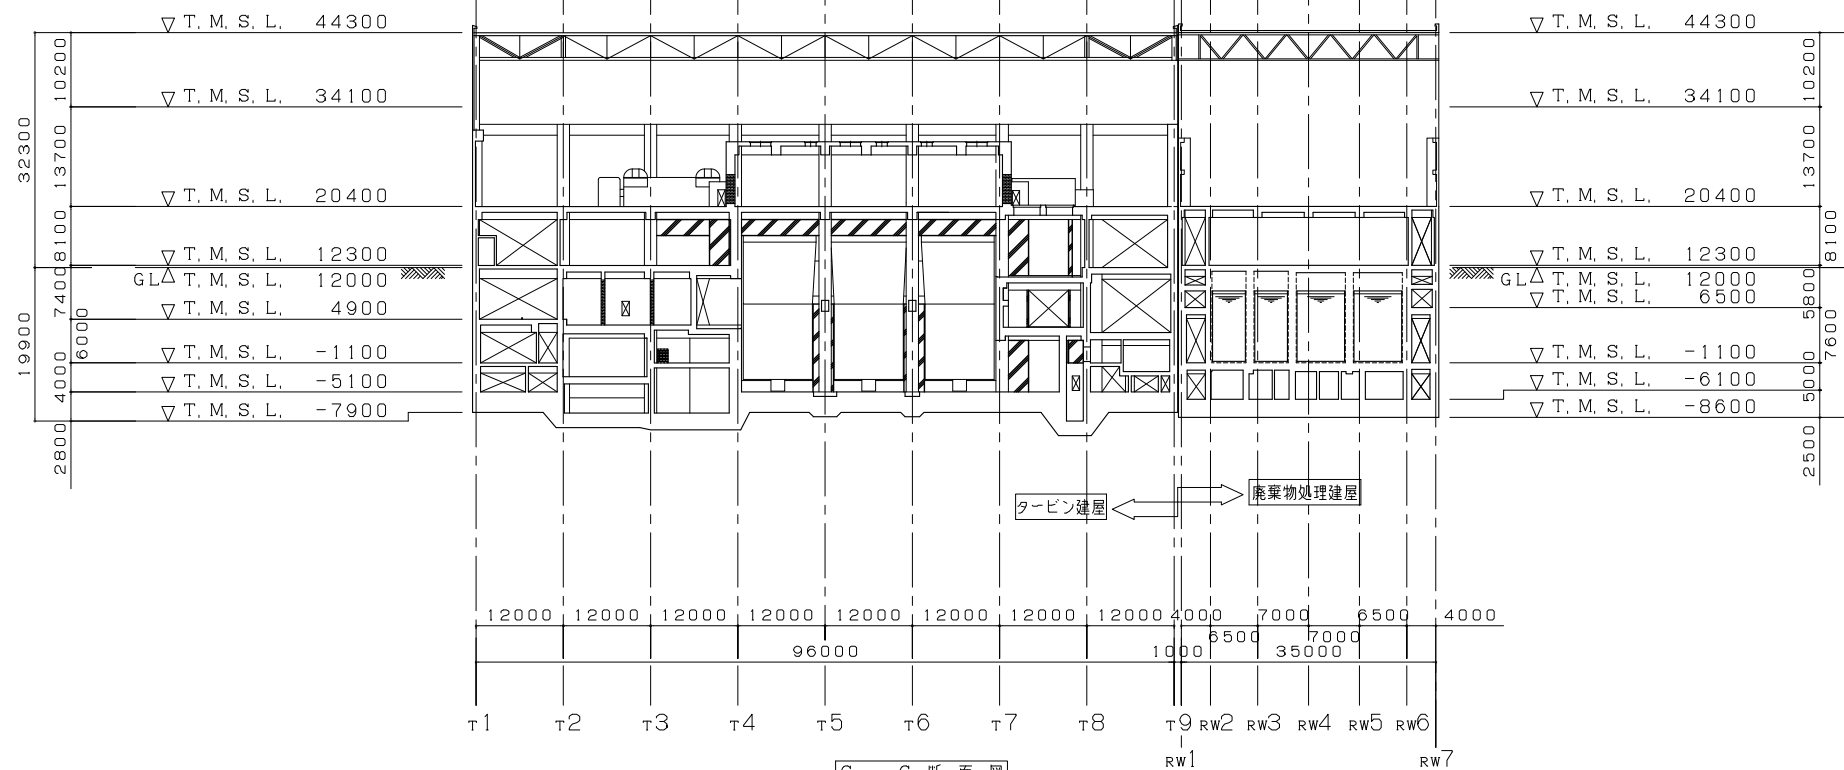 T. M. S. L. 44300
T. M. S. L. 34100
T. M. S. L. 20400
T. M. S. L. 12300
GL T. M. S. L. 12000
T. M. S. L. 4900
T. M. S. L. -1100
T. M. S. L. -5100
T. M. S. L. -7900
32300
19900
10200
13700
8100
7400
6000
4000
2800
T. M. S. L. 44300
T. M. S. L. 34100
T. M. S. L. 20400
T. M. S. L. 12300
GL T. M. S. L. 12000
T. M. S. L. 6500
T. M. S. L. -1100
T. M. S. L. -6100
T. M. S. L. -8600
10200
13700
8100
5800
7600
5000
2500
タービン建屋
廃棄物処理建屋
12000 12000 12000 12000 12000 12000 12000 12000 4000 7000 6500 4000
6500 7000
96000 1000 35000
T1 T2 T3 T4 T5 T6 T7 T8 T9 RW2 RW3 RW4 RW5 RW6
RW1 RW7
断面図